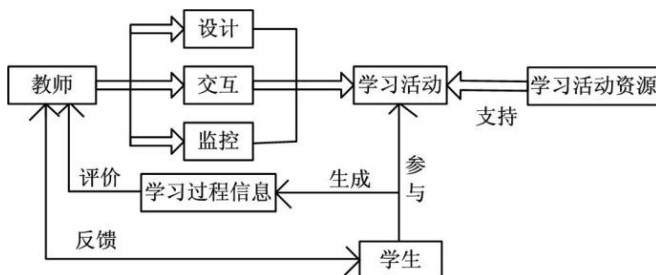 设计
教师
交互
学习活动
学习活动资源
支持
监控
参与
评价
学习过程信息
生成
反馈
学生